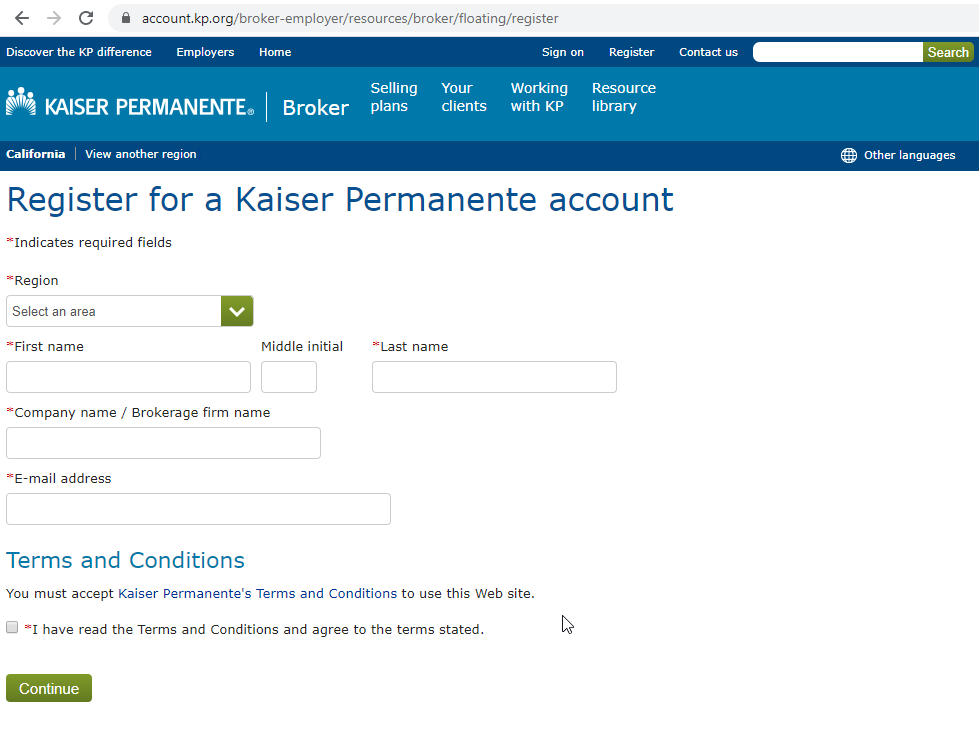 account.kp.org/broker-employer/resources/broker/floating/register
Discover the KP difference Employers Home Sign on Register Contact us Search
KAISER PERMANENTE® Broker
Selling plans
Your clients
Working with KP
Resource library
California View another region Other languages
Register for a Kaiser Permanente account
*Indicates required fields
*Region
Select an area
*First name Middle initial *Last name
*Company name / Brokerage firm name
*E-mail address
Terms and Conditions
You must accept Kaiser Permanente's Terms and Conditions to use this Web site.
*I have read the Terms and Conditions and agree to the terms stated.
Continue